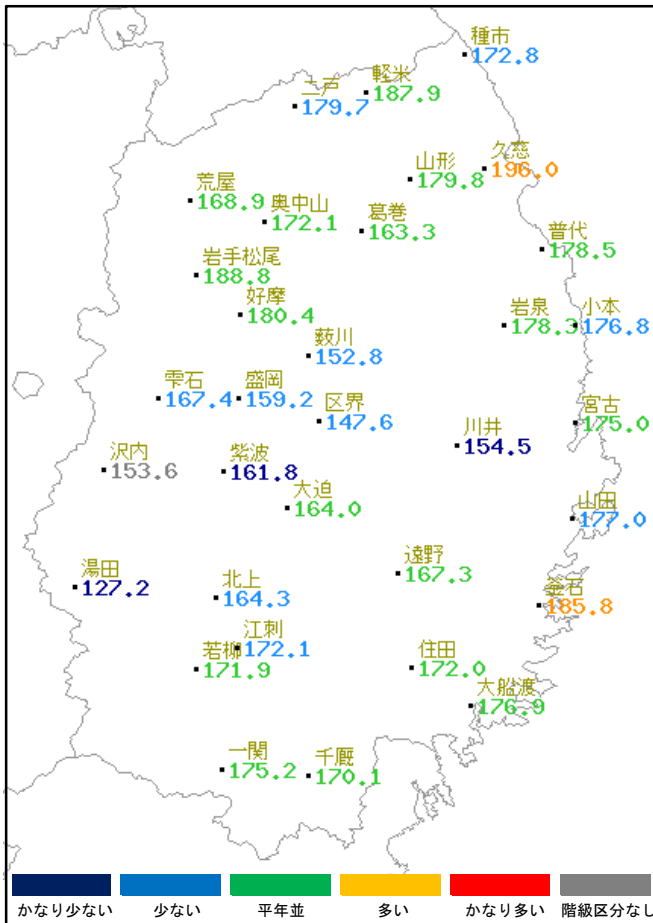 種市
172.8
軽米
187.9
二戸
179.7
久慈
196.0
山形
179.8
荒屋
168.9
奥中山
172.1
葛巻
163.3
普代
178.5
岩手松尾
188.8
好摩
180.4
岩泉
178.3
小本
176.8
薮川
152.8
雫石
167.4
盛岡
159.2
区界
147.6
宮古
175.0
川井
154.5
沢内
153.6
紫波
161.8
大迫
164.0
山田
177.0
遠野
167.3
湯田
127.2
北上
164.3
釜石
185.8
江刺
172.1
若柳
171.9
住田
172.0
大船渡
176.9
一関
175.2
千厩
170.1
かなり少ない 少ない 平年並 多い かなり多い 階級区分なし